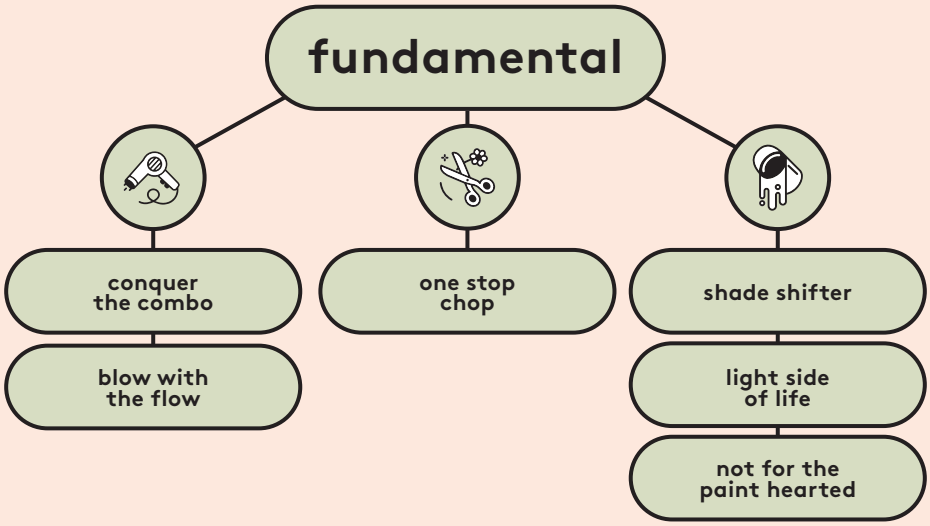 fundamental
conquer
the combo
blow with
the flow
one stop
chop
shade shifter
light side
of life
not for the
paint hearted